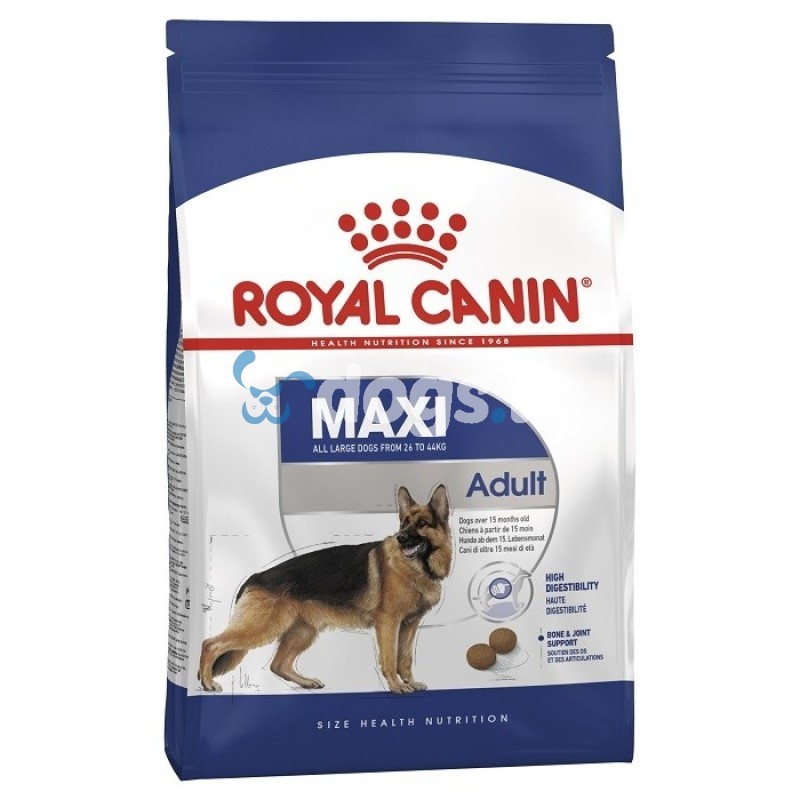 ROYAL CANIN®
HEALTH NUTRITION SINCE 1968
dogs.
MAXI
ALL LARGE DOGS FROM 26 TO 44KG
Adult
Dogs over 15 months old
Chiens à partir de 15 mois
Hunde ab dem 15. Lebensmonat
Cani di oltre 15 mesi di età
HIGH
DIGESTIBILITY
HAUTE
DIGESTIBILITÉ
BONE & JOINT
SUPPORT
SOUTIEN DES OS
ET DES ARTICULATIONS
SIZE HEALTH NUTRITION